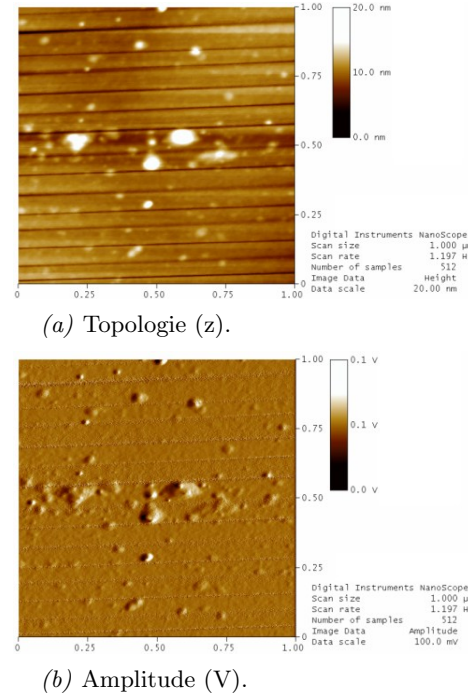 1.00
0.75
0.50
0.25
0
0
0.25
0.50
0.75
1.00
20.0 nm
10.0 nm
0.0 nm
Digital Instruments NanoScope
Scan size 1.000 µ
Scan rate 1.197 H
Number of samples 512
Image Data Height
Data scale 20.00 nm
(a) Topologie (z).
1.00
0.75
0.50
0.25
0
0
0.25
0.50
0.75
1.00
0.1 V
0.1 V
0.0 V
Digital Instruments NanoScope
Scan size 1.000 µ
Scan rate 1.197 H
Number of samples 512
Image Data Amplitude
Data scale 100.0 mV
(b) Amplitude (V).